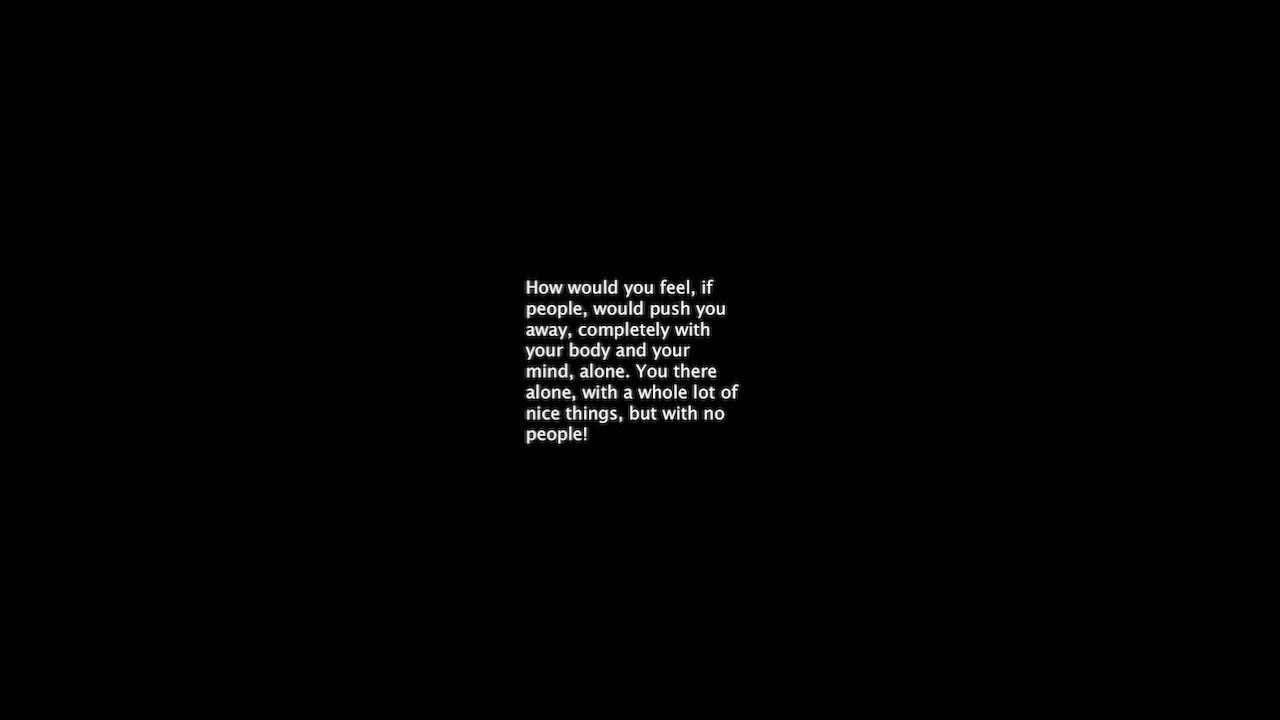 How would you feel, if
people, would push you
away, completely with
your body and your
mind, alone. You there
alone, with a whole lot of
nice things, but with no
people!